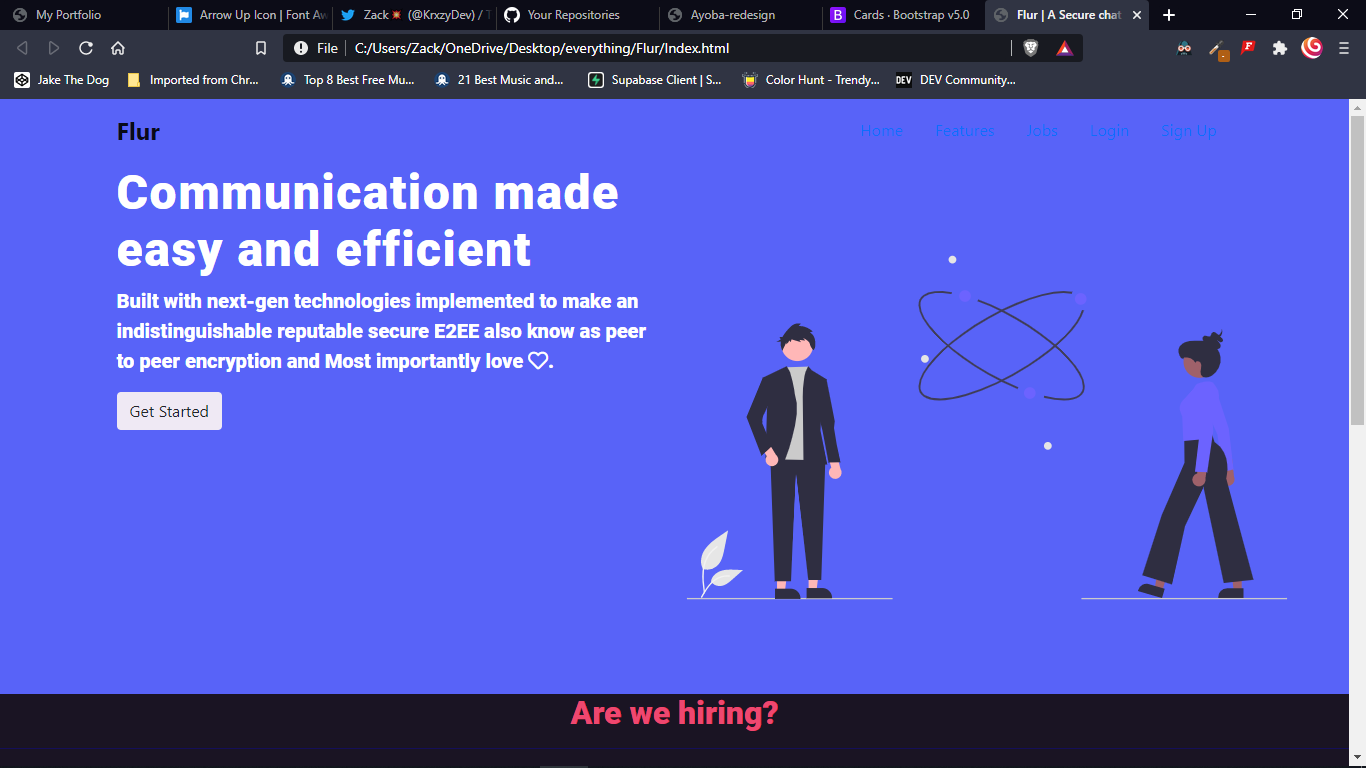 My Portfolio
Arrow Up Icon | Font Aw
Zack💥 (@KrxzyDev) / T
Your Repositories
Ayoba-redesign
B Cards · Bootstrap v5.0
Flur | A Secure chat
File C:/Users/Zack/OneDrive/Desktop/everything/Flur/Index.html
Jake The Dog
Imported from Chr...
Top 8 Best Free Mu...
21 Best Music and...
Supabase Client | S...
Color Hunt - Trendy...
DEV DEV Community...
Flur
Home Features Jobs Login Sign Up
Communication made
easy and efficient
Built with next-gen technologies implemented to make an
indistinguishable reputable secure E2EE also know as peer
to peer encryption and Most importantly love ♡.
Get Started
Are we hiring?